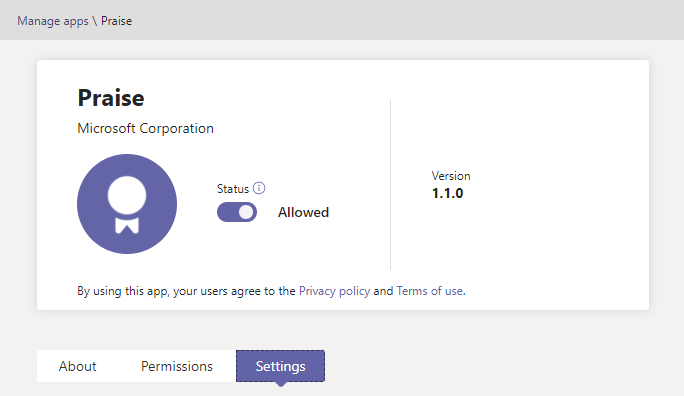 Manage apps \ Praise
Praise
Microsoft Corporation
Status
Allowed
Version
1.1.0
By using this app, your users agree to the Privacy policy and Terms of use.
About
Permissions
Settings